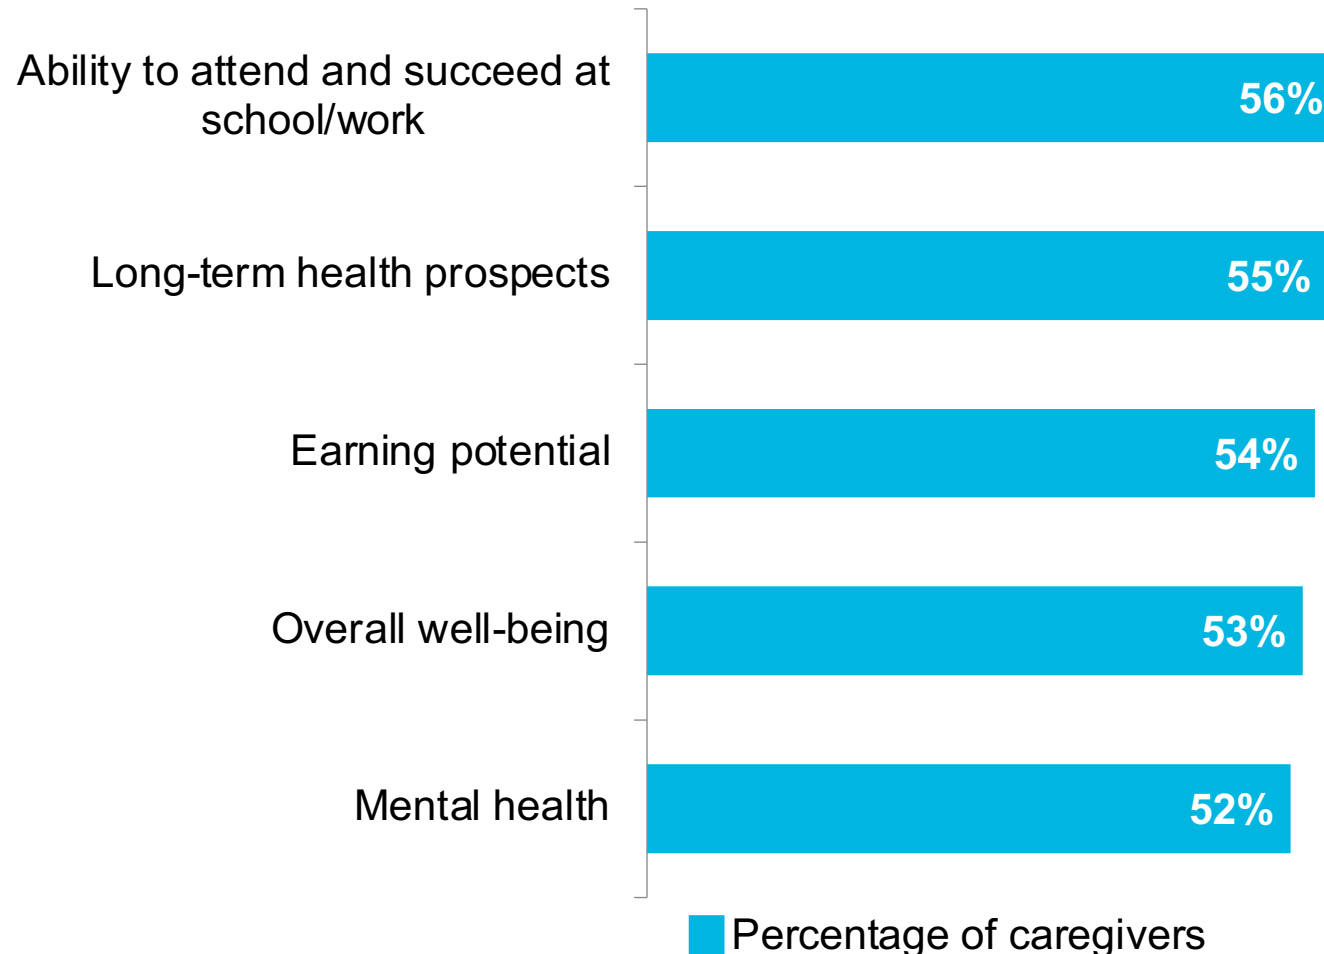 Ability to attend and succeed at
school/work
56%
Long-term health prospects
55%
Earning potential
54%
Overall well-being
53%
Mental health
52%
Percentage of caregivers